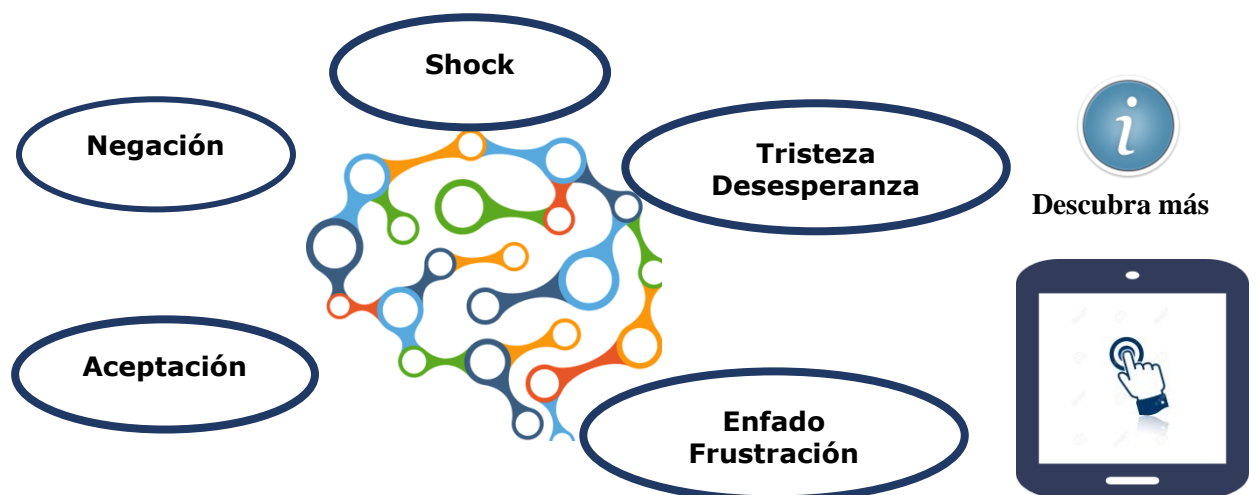 Shock
Negación
Tristeza
Desesperanza
i
Descubra más
Aceptación
Enfado
Frustración